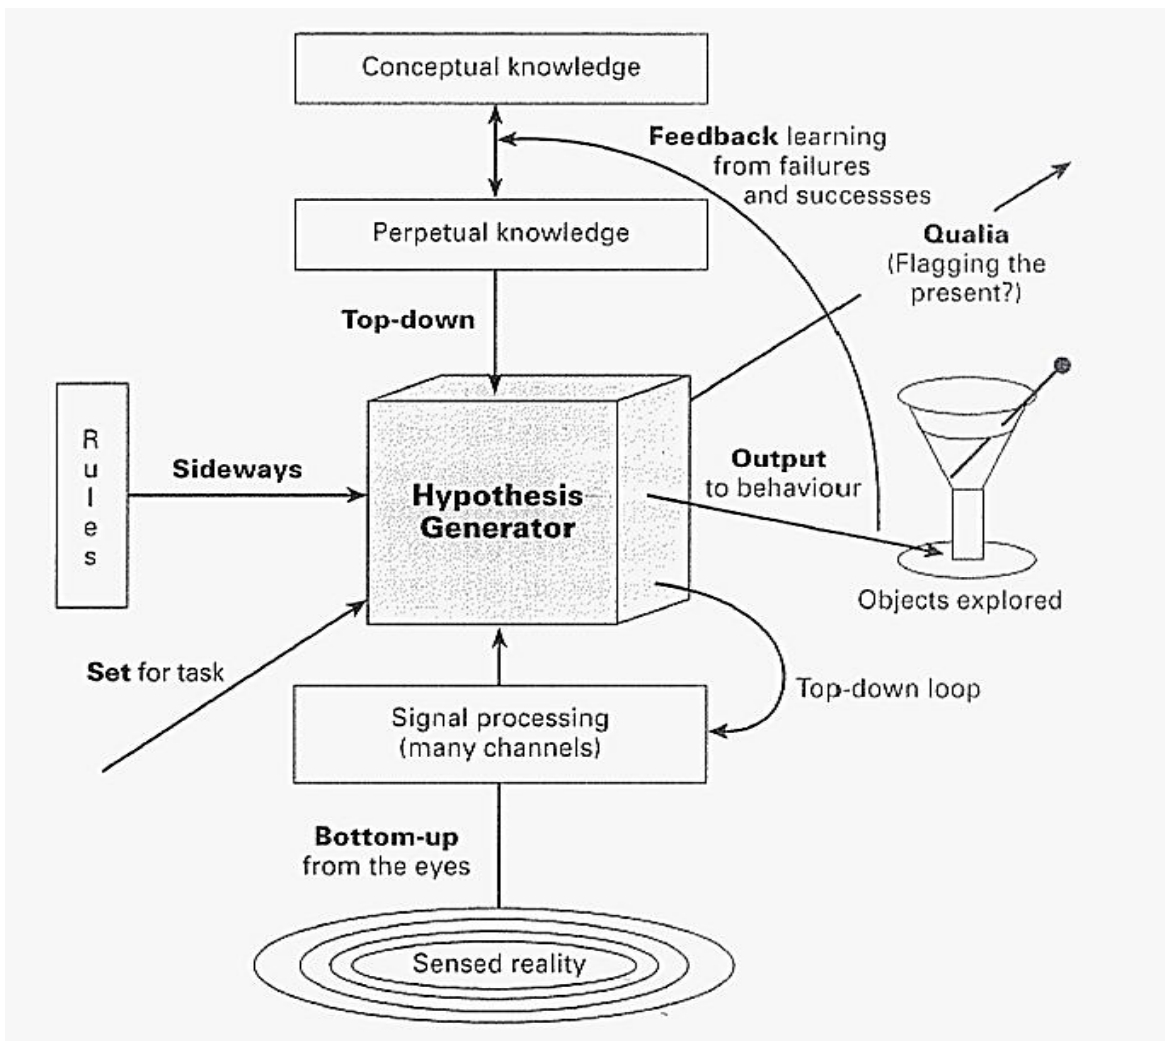 Conceptual knowledge
Feedback learning
from failures
and successses
Perpetual knowledge
Qualia
(Flagging the
present?)
Top-down
R
u
l
e
s
Sideways
Hypothesis
Generator
Output
to behaviour
Objects explored
Set for task
Signal processing
(many channels)
Top-down loop
Bottom-up
from the eyes
Sensed reality